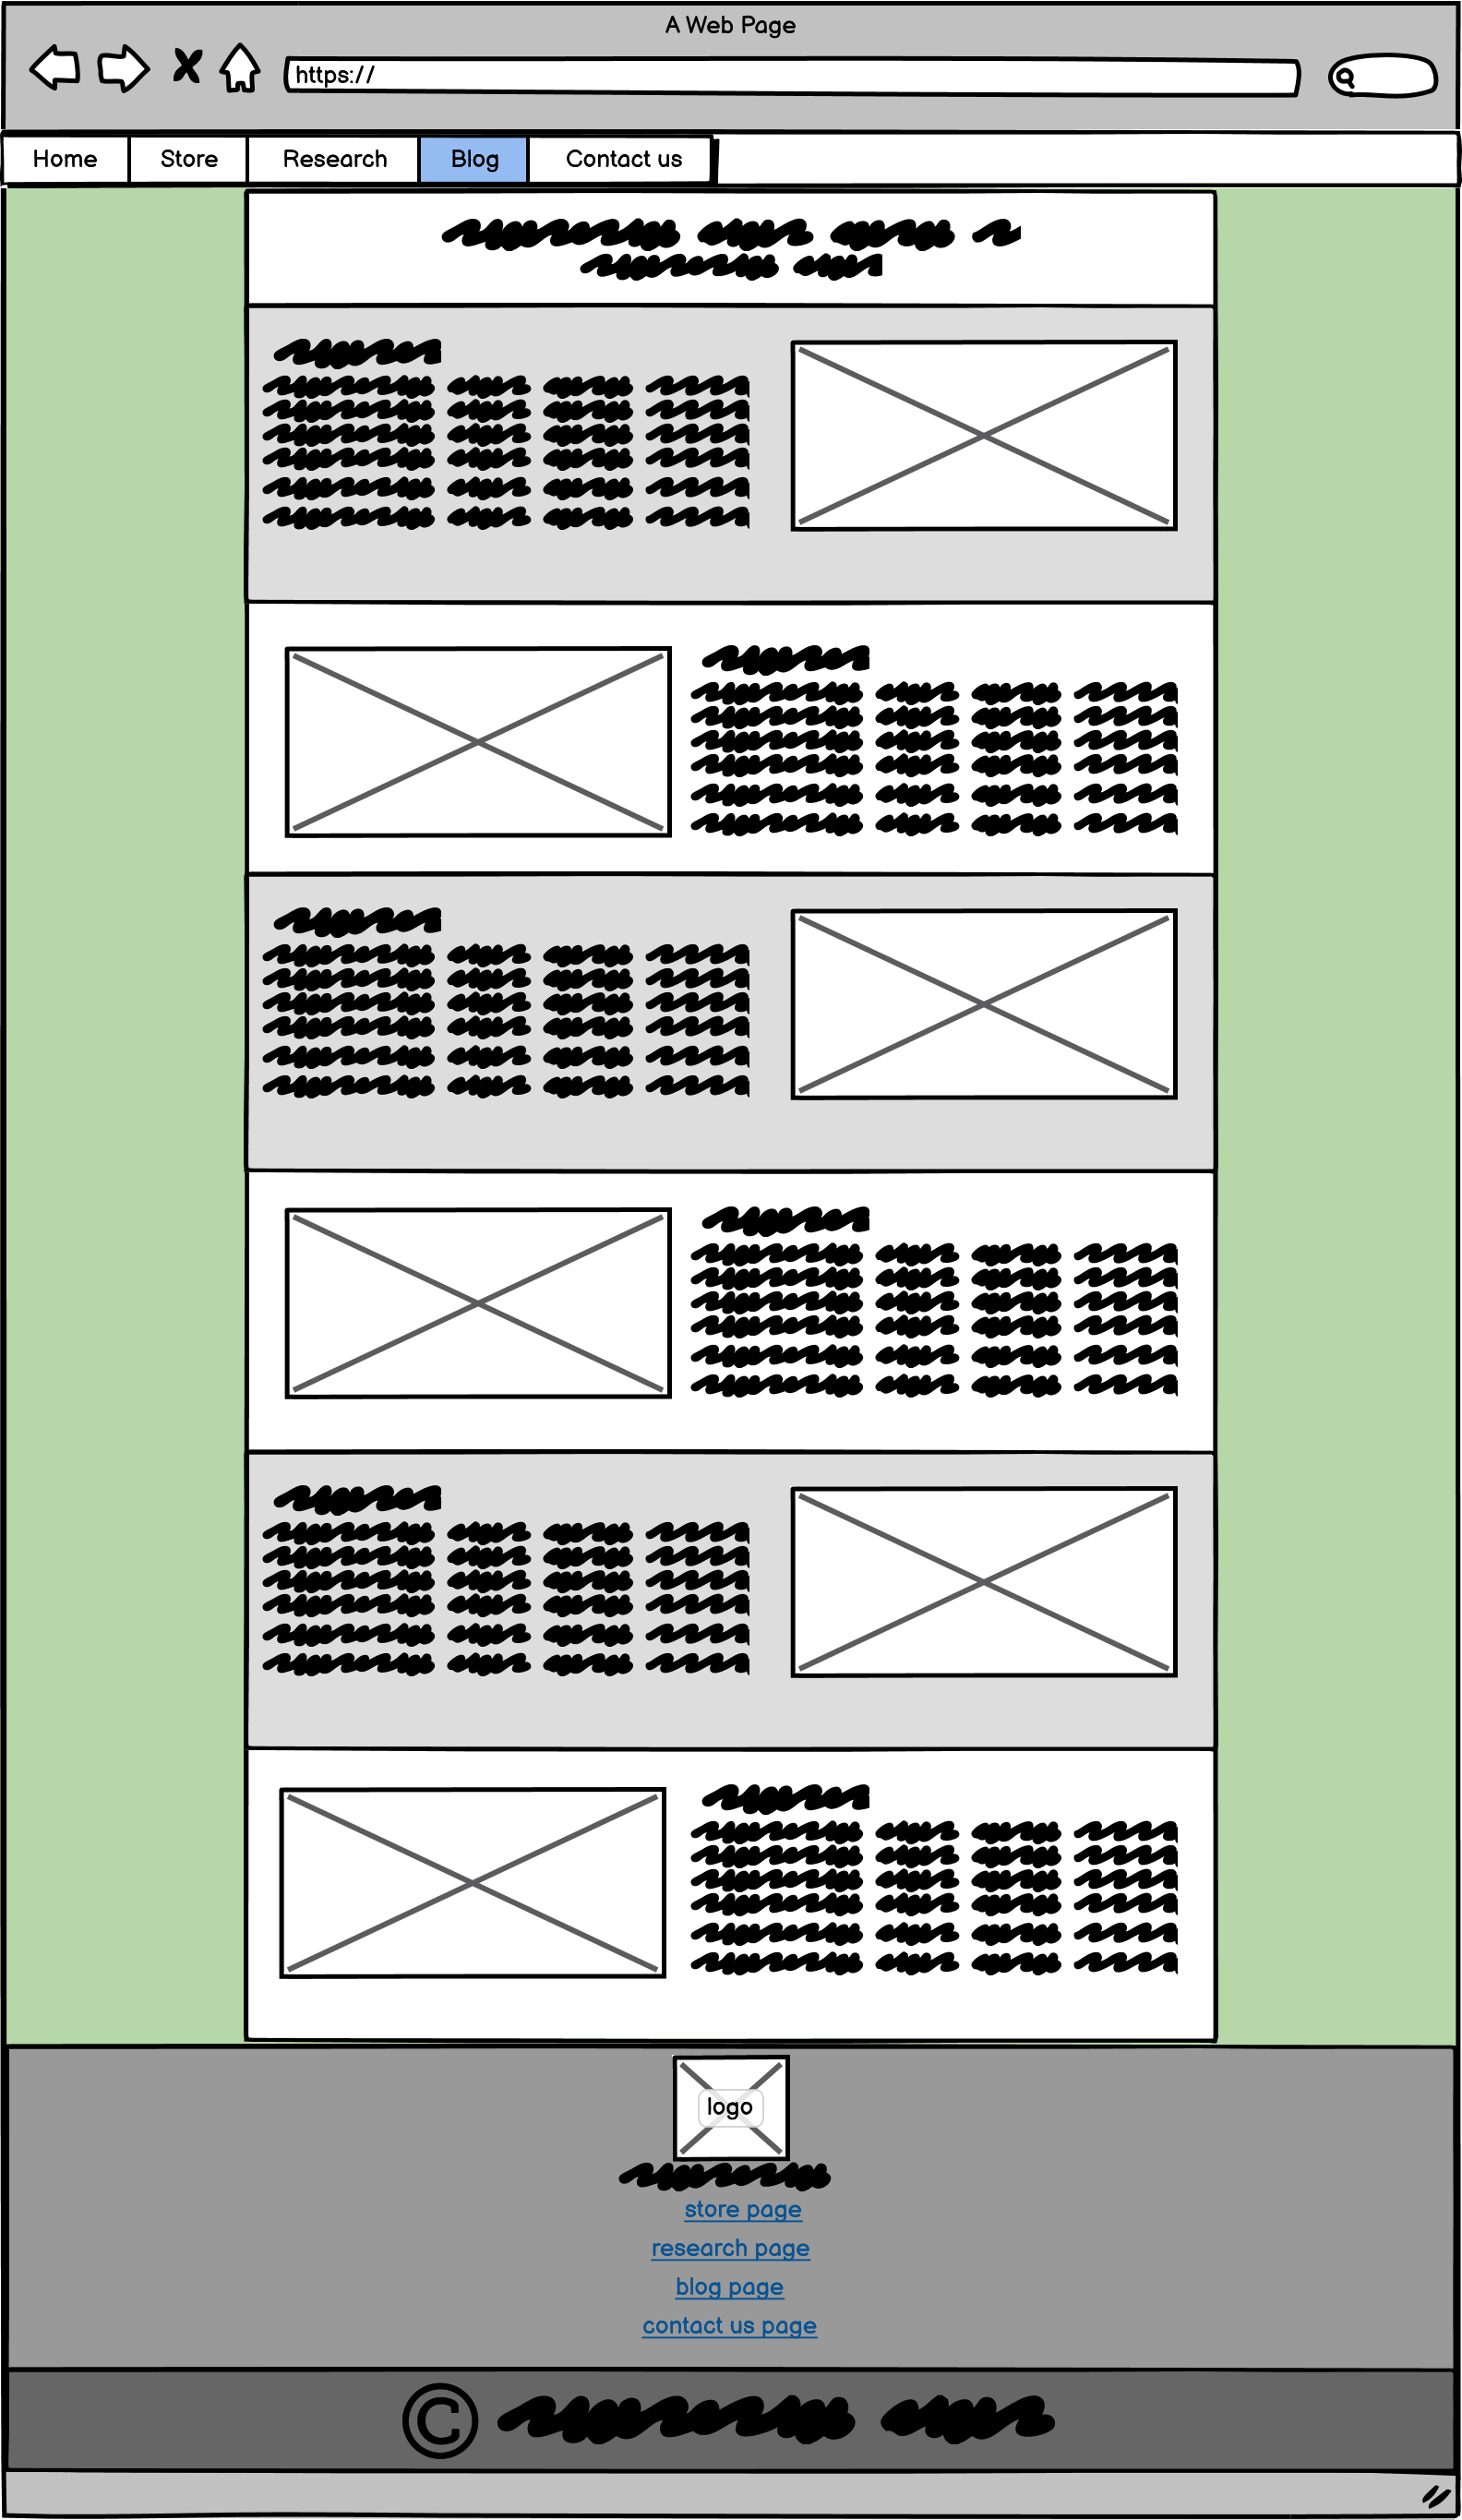 A Web Page
https://
Home Store Research Blog Contact us
logo
store page
research page
blog page
contact us page
©